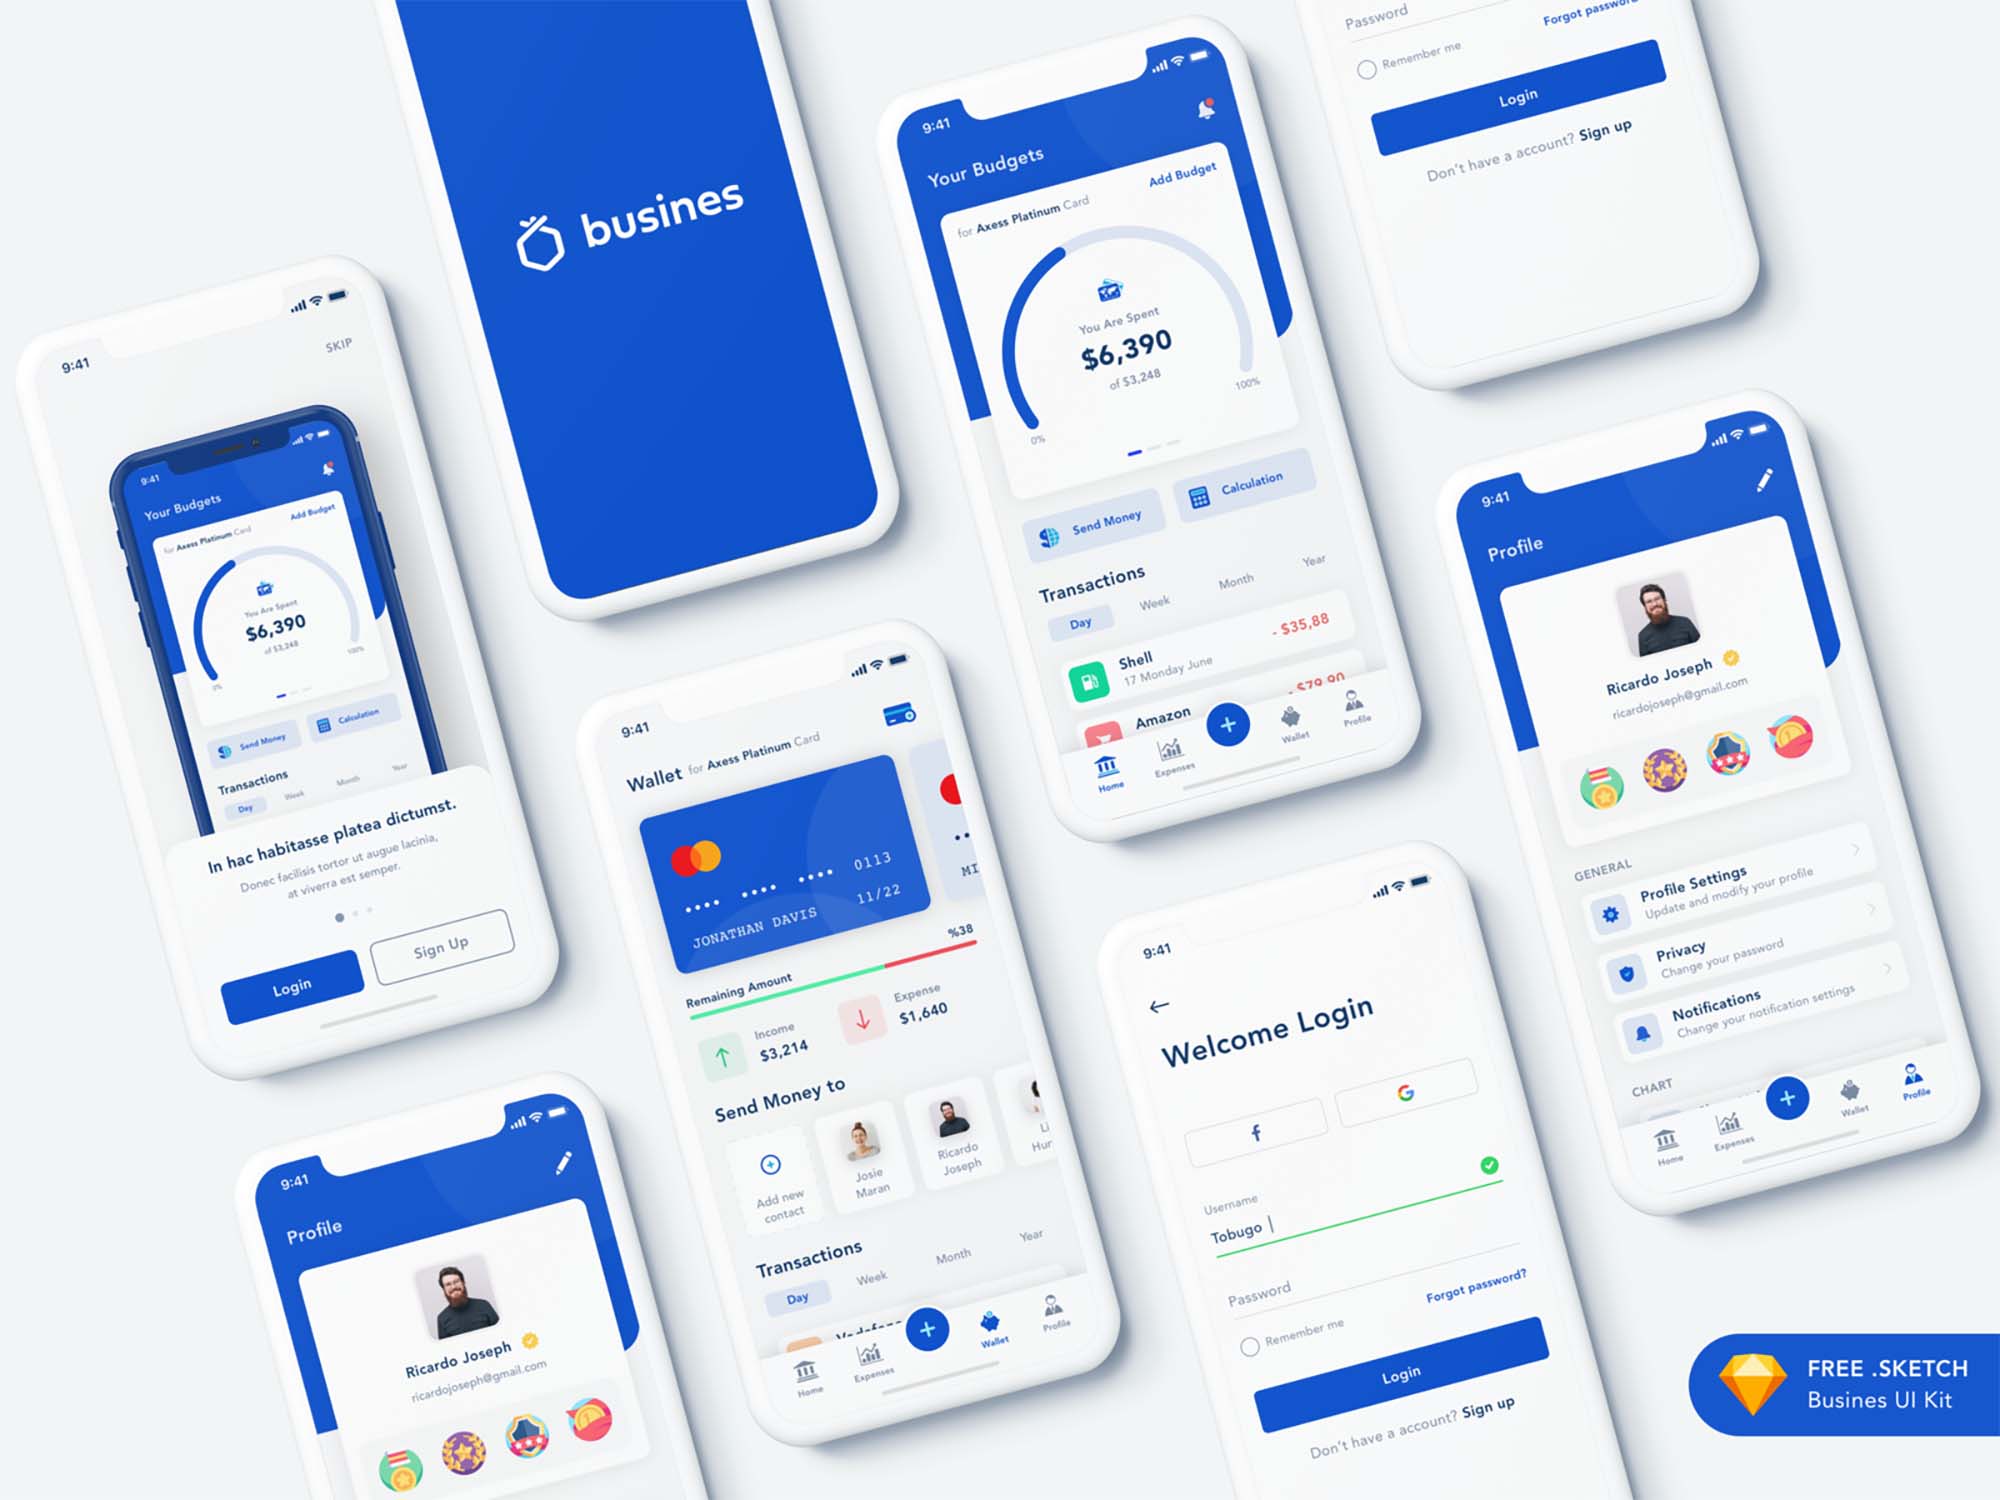 9:41
SKIP
9:41
Your Budgets
for Axess Platinum Card
Add Budget
You Are Spent
$6,390
of $3,248
0%
100%
Send Money
Calculation
Transactions
Day
Week
Month
Year
In hac habitasse platea dictumst.
Donec facilisis tortor ut augue lacinia,
at viverra est semper.
Login
Sign Up
busines
9:41
Your Budgets
for Axess Platinum Card
Add Budget
You Are Spent
$6,390
of $3,248
0%
100%
Send Money
Calculation
Transactions
Day
Week
Month
Year
Shell
17 Monday June
- $35,88
Amazon
- $79,90
Home
Expenses
Wallet
Profile
Password
Forgot password
Remember me
Login
Don't have a account? Sign up
9:41
Profile
Ricardo Joseph
ricardojoseph@gmail.com
GENERAL
Profile Settings
Update and modify your profile
Privacy
Change your password
Notifications
Change your notification settings
CHART
Home
Expenses
Wallet
Profile
9:41
Wallet for Axess Platinum Card
•••• •••• •••• 0113
JONATHAN DAVIS
11/22
MI
Remaining Amount
%38
Income
$3,214
Expense
$1,640
Send Money to
Add new
contact
Josie
Maran
Ricardo
Joseph
Li
Hun
Transactions
Day
Week
Month
Year
Vodafone
Home
Expenses
Wallet
Profile
9:41
Welcome Login
f
G
Username
Tobugo
Password
Forgot password?
Remember me
Login
Don't have a account? Sign up
9:41
Profile
Ricardo Joseph
ricardojoseph@gmail.com
FREE .SKETCH
Busines UI Kit